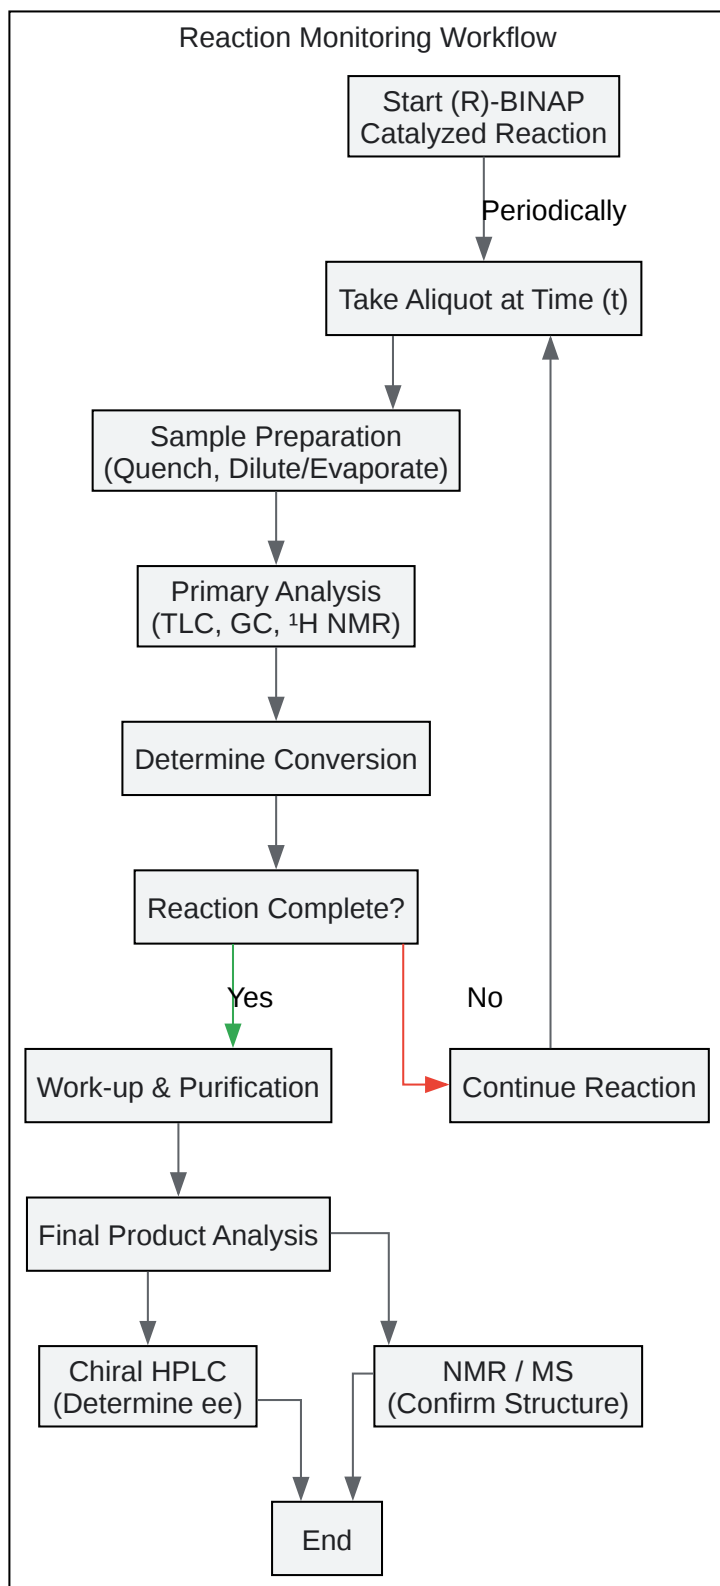 Reaction Monitoring Workflow
Start (R)-BINAP
Catalyzed Reaction
Periodically
Take Aliquot at Time (t)
Sample Preparation
(Quench, Dilute/Evaporate)
Primary Analysis
(TLC, GC, ¹H NMR)
Determine Conversion
Reaction Complete?
Yes
No
Work-up & Purification
Continue Reaction
Final Product Analysis
Chiral HPLC
(Determine ee)
NMR / MS
(Confirm Structure)
End